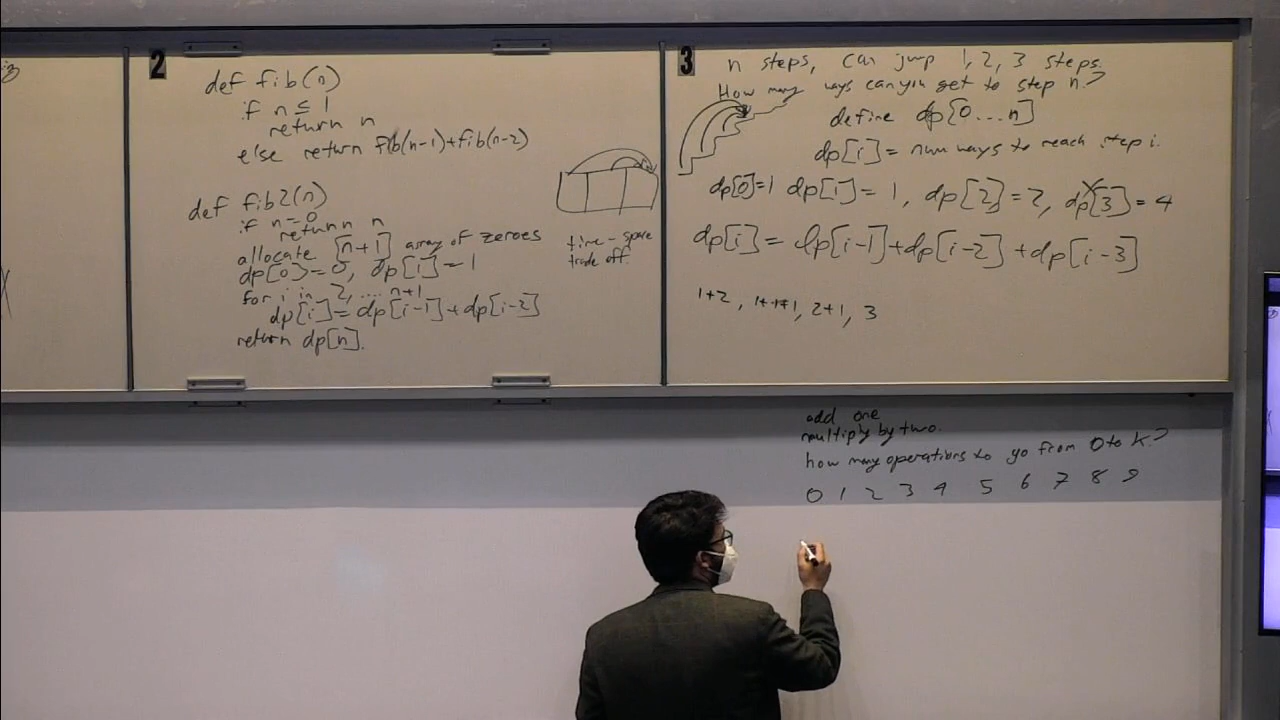 2
def fib(n)
if n ≤ 1
return n
else return fib(n-1)+fib(n-2)
def fib2(n)
if n = 0
return n
allocate [n+1] array of zeroes
dp[0] = 0, dp[i] = 1
for i in 2, .... n+1
dp[i] = dp[i-1]+dp[i-2]
return dp[n].
time - space
trade off.
3
n steps, can jump 1, 2, 3 steps.
How many ways can you get to step n?
define dp[0...n]
dp[i] = num ways to reach step i.
dp[0]=1 dp[i] = 1, dp[2] = 2, dp[3] = 4
dp[i] = dp[i-1]+dp[i-2] +dp[i-3]
1+2, 1+1+1, 2+1, 3
add one
multiply by two.
how many operations to go from 0 to k?
0 1 2 3 4 5 6 7 8 9